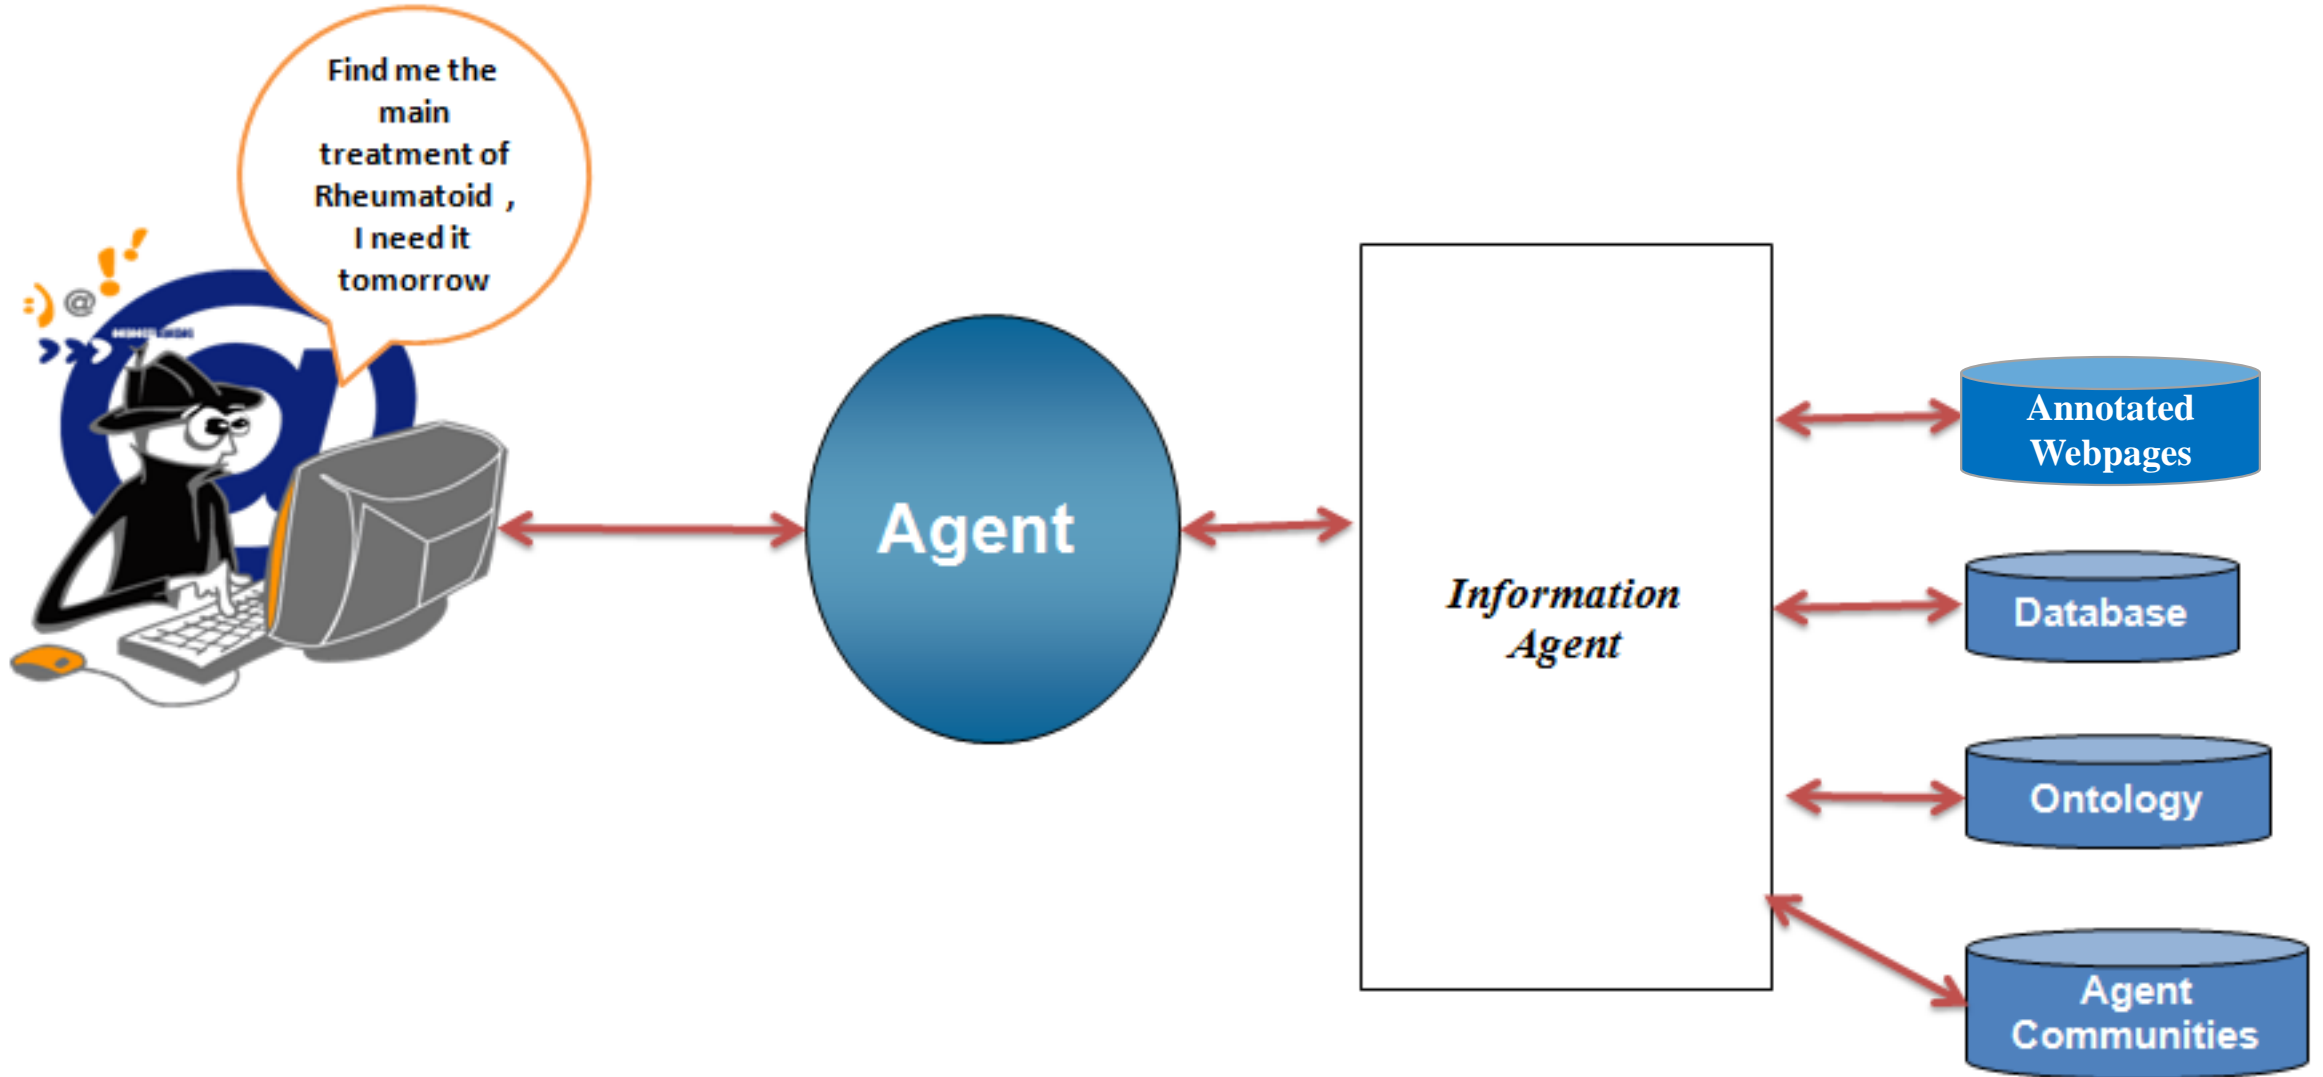 Find me the
main
treatment of
Rheumatoid ,
I need it
tomorrow
:) @ !!
>>>
Agent
Information
Agent
Annotated
Webpages
Database
Ontology
Agent
Communities